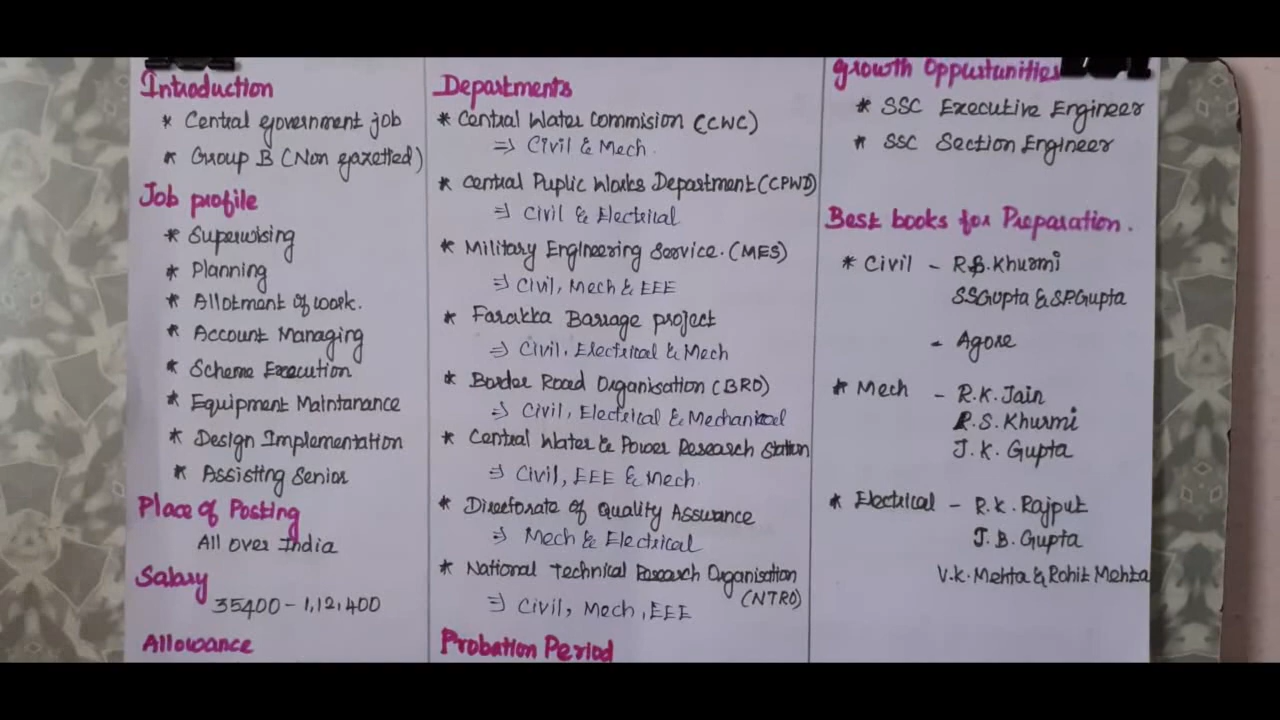 Introduction
* Central government job
* Group B (Non gazetted)
Job profile
* Supervising
* Planning
* Allotment of work.
* Account Managing
* Scheme Execution
* Equipment Maintanance
* Design Implementation
* Assisting Senior
Place of Posting
All over India
Salary
35400 - 1,12,400
Allowance
Departments
* Central Water Commision (CWC)
⇒ Civil & Mech.
* Central Puplic Works Department (CPWD)
⇒ Civil & Electrical
* Military Engineering Service. (MES)
⇒ Civil, Mech & EEE
* Farakka Barrage project
⇒ Civil, Electrical & Mech
* Border Road Organisation (BRO)
⇒ Civil, Electrical & Mechanical
* Central Water & Power Research Station
⇒ Civil, EEE & Mech.
* Directorate of Quality Assurance
⇒ Mech & Electrical
* National Technical Research Organisation
(NTRO)
⇒ Civil, Mech, EEE
Probation Period
Growth Oppurtunities
* SSC Executive Engineer
* SSC Section Engineer
Best books for Preparation.
* Civil - R.S. Khurmi
SSGupta & SPGupta
- Agore
* Mech - R.K. Jain
R.S. Khurmi
J.K. Gupta
* Electrical - R.K. Rajput
J.B. Gupta
V.K. Mehta & Rohit Mehta